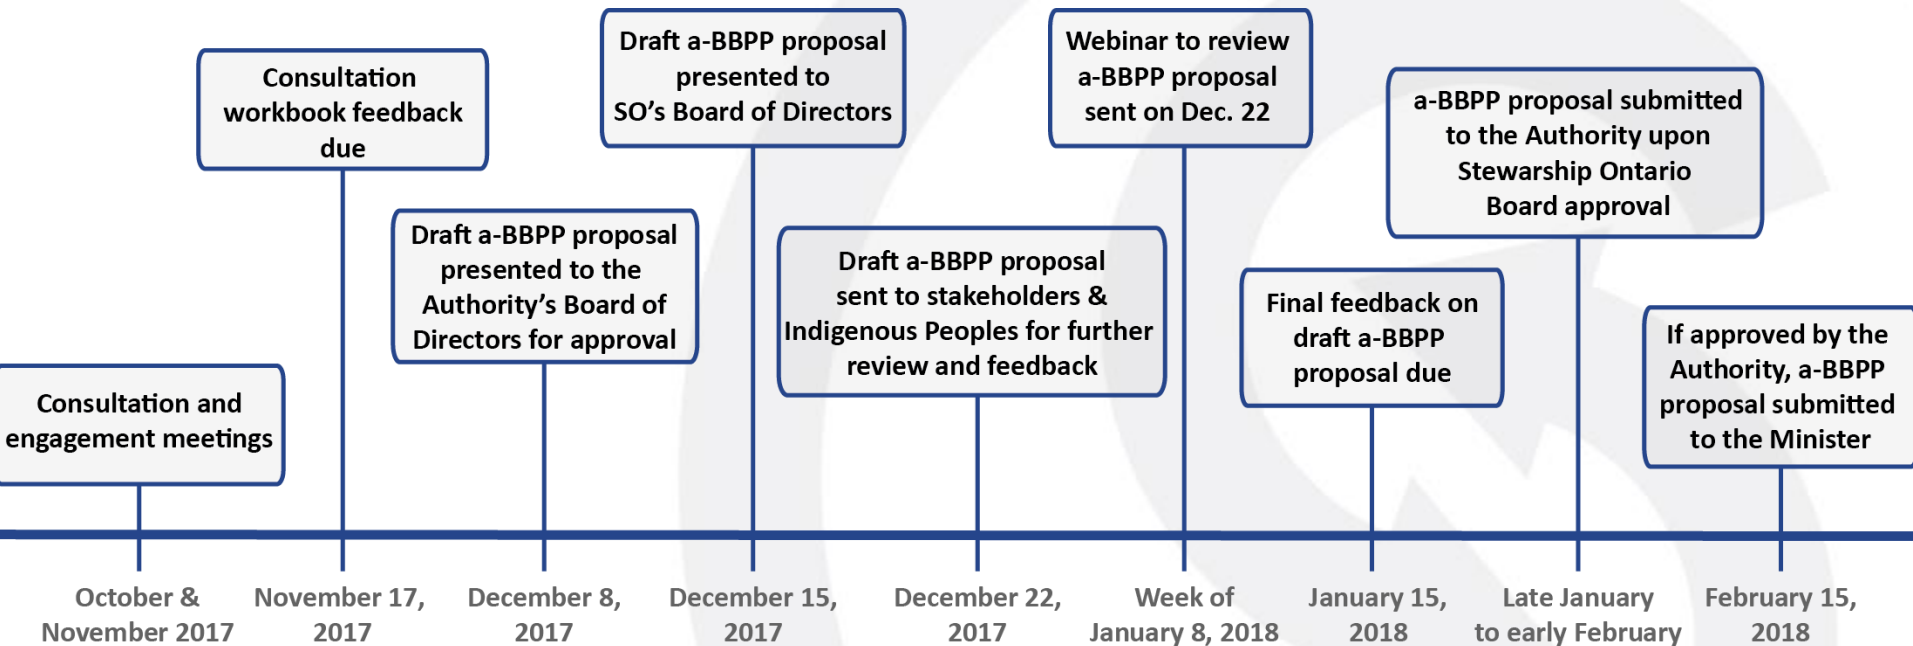 Consultation and
engagement meetings
October &
November 2017
Consultation
workbook feedback
due
November 17,
2017
Draft a-BBPP proposal
presented to the
Authority's Board of
Directors for approval
December 8,
2017
Draft a-BBPP proposal
presented to
SO's Board of Directors
December 15,
2017
Draft a-BBPP proposal
sent to stakeholders &
Indigenous Peoples for further
review and feedback
December 22,
2017
Webinar to review
a-BBPP proposal
sent on Dec. 22
Week of
January 8, 2018
Final feedback on
draft a-BBPP
proposal due
January 15,
2018
a-BBPP proposal submitted
to the Authority upon
Stewarship Ontario
Board approval
Late January
to early February
If approved by the
Authority, a-BBPP
proposal submitted
to the Minister
February 15,
2018